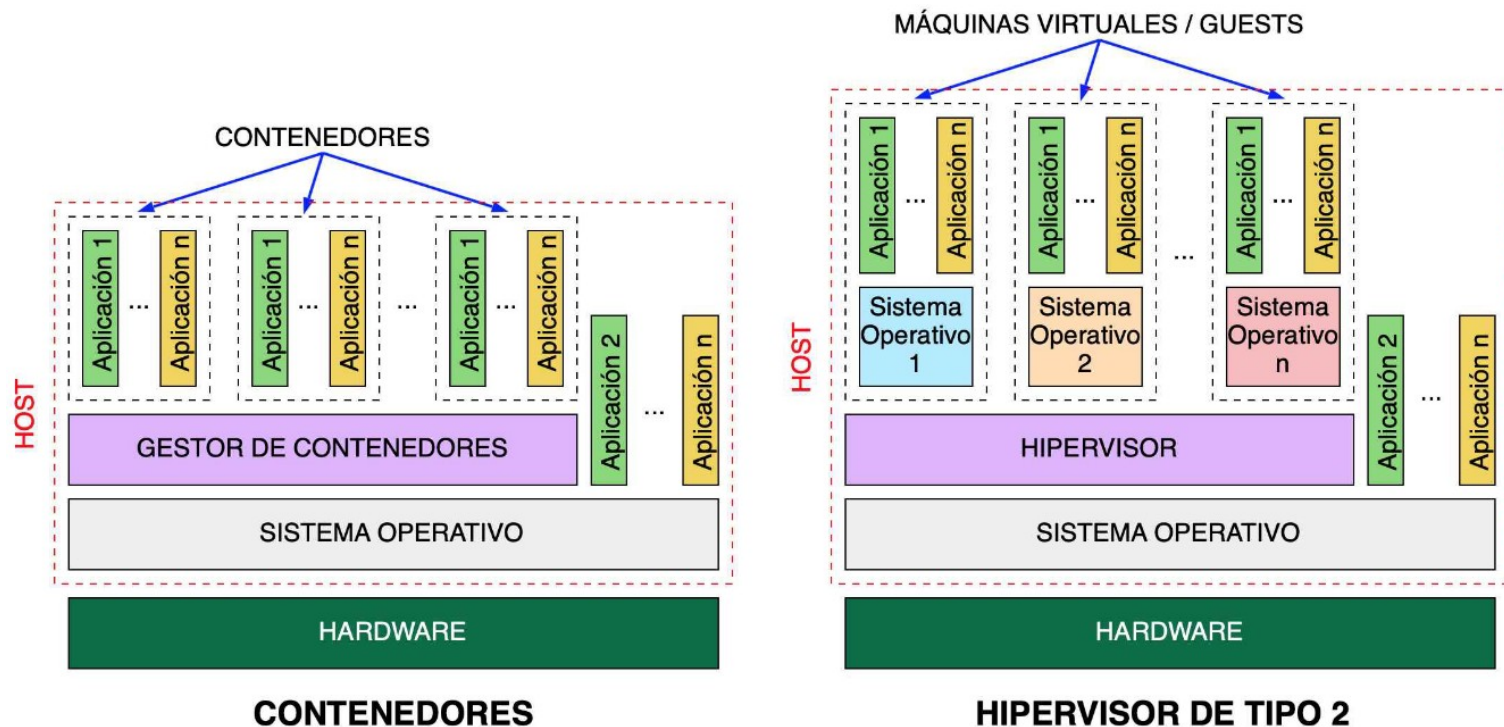 CONTENEDORES
HOST
Aplicación 1
...
Aplicación n
Aplicación 1
...
Aplicación n
...
Aplicación 1
...
Aplicación n
Aplicación 2
...
Aplicación n
GESTOR DE CONTENEDORES
SISTEMA OPERATIVO
HARDWARE
CONTENEDORES
MÁQUINAS VIRTUALES / GUESTS
HOST
Aplicación 1
...
Aplicación n
Aplicación 1
...
Aplicación n
...
Aplicación 1
...
Aplicación n
Sistema
Operativo
1
Sistema
Operativo
2
Sistema
Operativo
n
Aplicación 2
...
Aplicación n
HIPERVISOR
SISTEMA OPERATIVO
HARDWARE
HIPERVISOR DE TIPO 2